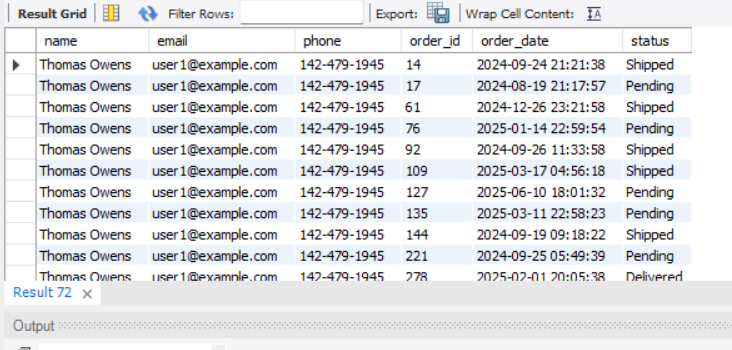 Result Grid Filter Rows: Export: Wrap Cell Content:
name email phone order_id order_date status
Thomas Owens user1@example.com 142-479-1945 14 2024-09-24 21:21:38 Shipped
Thomas Owens user1@example.com 142-479-1945 17 2024-08-19 21:17:57 Pending
Thomas Owens user1@example.com 142-479-1945 61 2024-12-26 23:21:58 Shipped
Thomas Owens user1@example.com 142-479-1945 76 2025-01-14 22:59:54 Pending
Thomas Owens user1@example.com 142-479-1945 92 2024-09-26 11:33:58 Shipped
Thomas Owens user1@example.com 142-479-1945 109 2025-03-17 04:56:18 Shipped
Thomas Owens user1@example.com 142-479-1945 127 2025-06-10 18:01:32 Pending
Thomas Owens user1@example.com 142-479-1945 135 2025-03-11 22:58:23 Pending
Thomas Owens user1@example.com 142-479-1945 144 2024-09-19 09:18:22 Shipped
Thomas Owens user1@example.com 142-479-1945 221 2024-09-25 05:49:39 Pending
Thomas Owens user1@example.com 142-479-1945 278 2025-02-01 20:05:38 Delivered
Result 72
Output